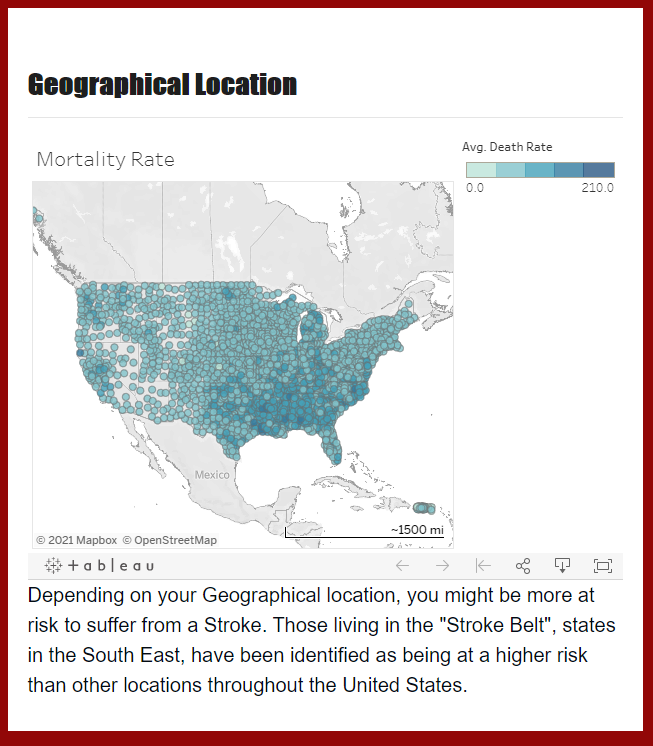 Geographical Location
Mortality Rate
Avg. Death Rate
0.0 210.0
Mexico
~1500 mi
© 2021 Mapbox © OpenStreetMap
+ableau
Depending on your Geographical location, you might be more at
risk to suffer from a Stroke. Those living in the "Stroke Belt", states
in the South East, have been identified as being at a higher risk
than other locations throughout the United States.